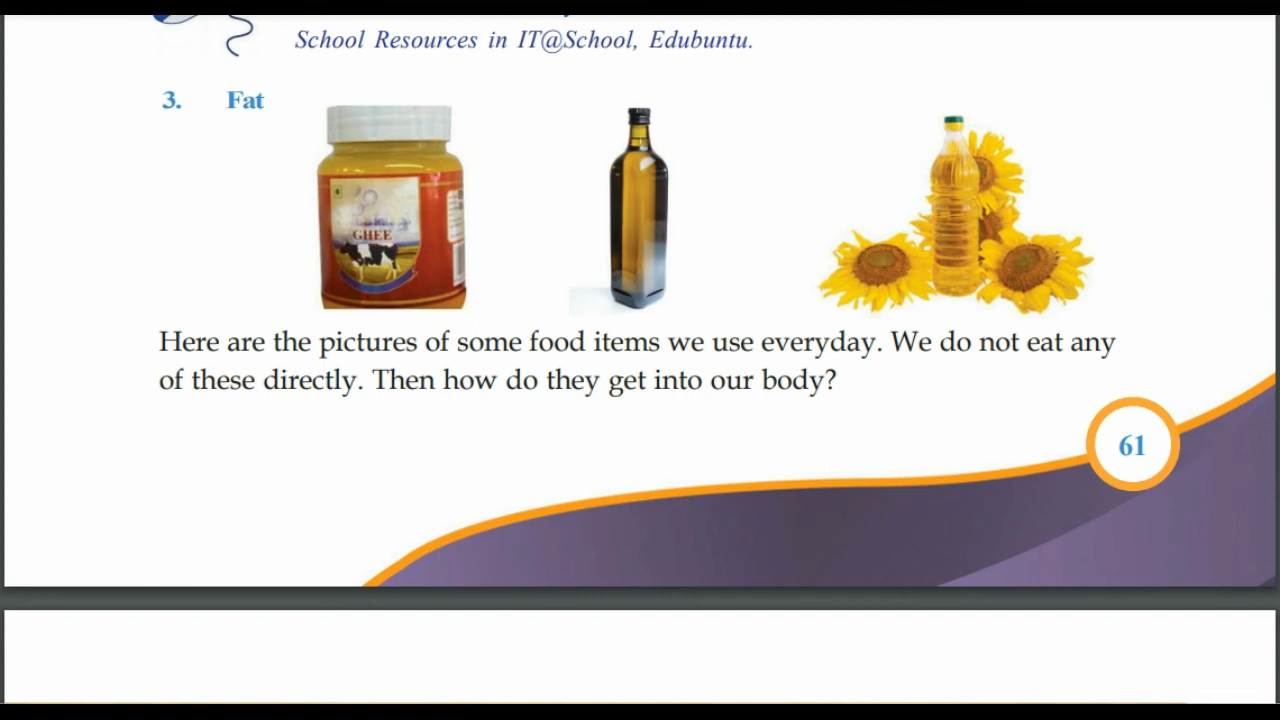 School Resources in IT@School, Edubuntu.
3. Fat
GHEE
Here are the pictures of some food items we use everyday. We do not eat any
of these directly. Then how do they get into our body?
61